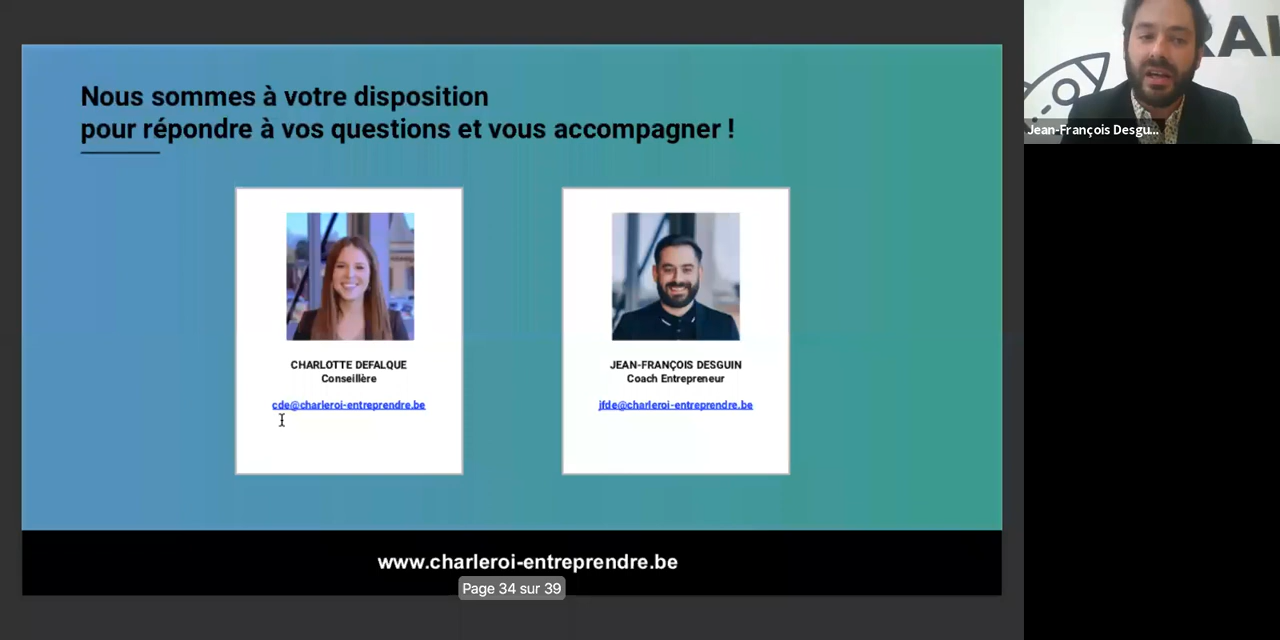 Nous sommes à votre disposition
pour répondre à vos questions et vous accompagner !
CHARLOTTE DEFALQUE
Conseillère
cde@charleroi-entreprendre.be
JEAN-FRANÇOIS DESGUIN
Coach Entrepreneur
jfde@charleroi-entreprendre.be
www.charleroi-entreprendre.be
Page 34 sur 39
RAI
Jean-François Desgu...